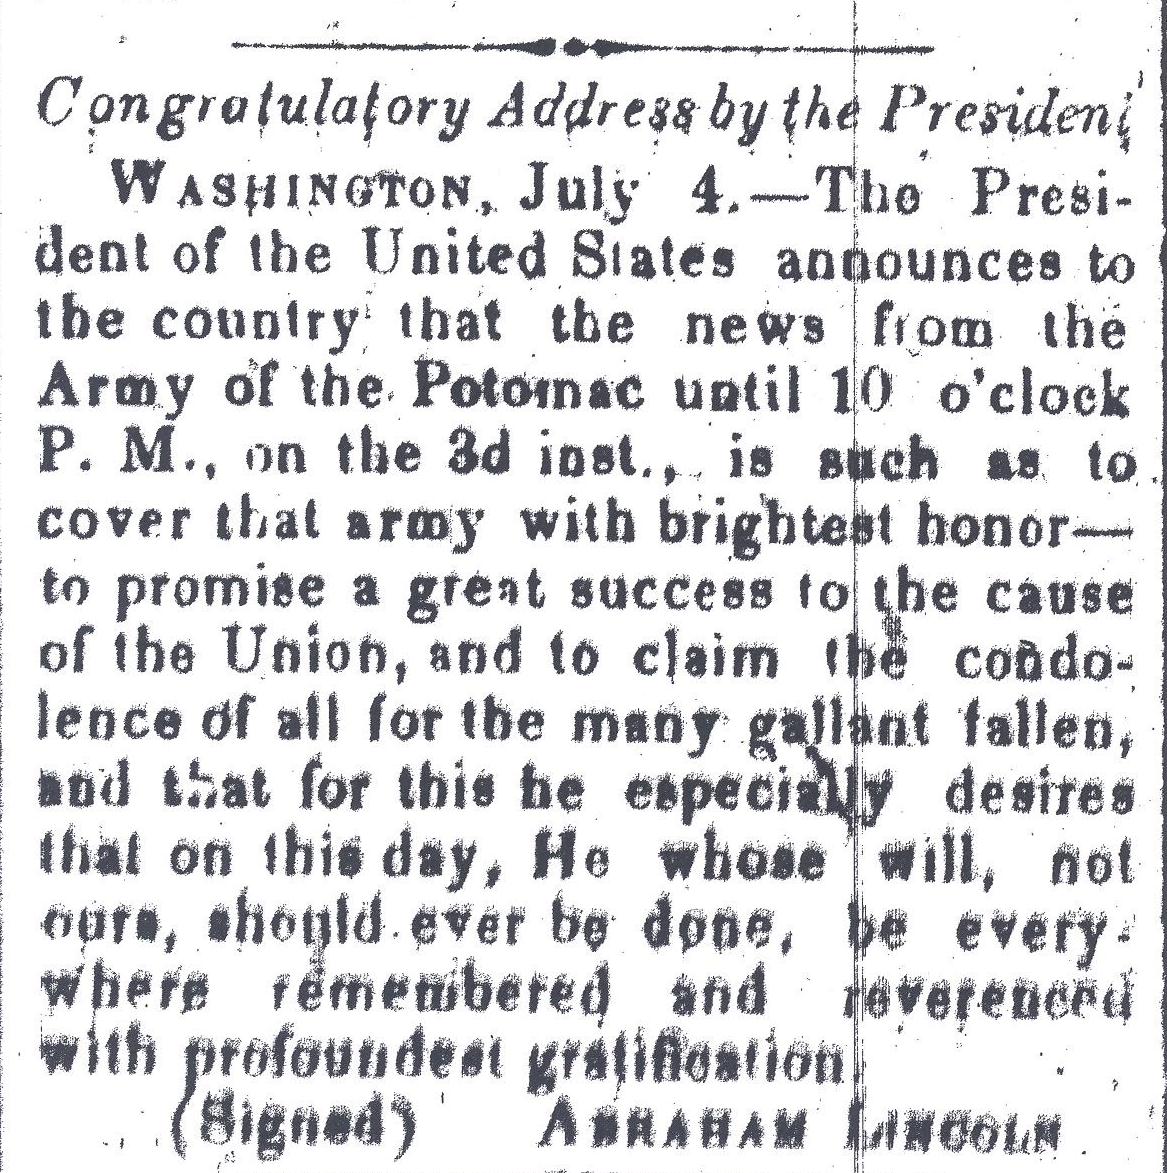 Congratulatory Address by the President
WASHINGTON, July 4.—The Presi-
dent of the United States announces to
the country that the news from the
Army of the Potomac until 10 o'clock
P. M., on the 3d inst., is such as to
cover that army with brightest honor—
to promise a great success to the cause
of the Union, and to claim the condo-
lence of all for the many gallant fallen,
and that for this he especially desires
that on this day, He whose will, not
ours, should ever be done, be every-
where remembered and reverenced
with profoundest gratification
(Signed) ABRAHAM LINCOLN